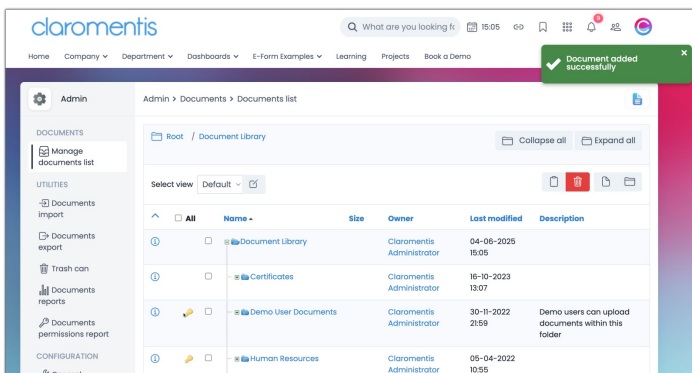 claromentis
What are you looking fo
15:05
9
Home
Company
Department
Dashboards
E-Form Examples
Learning
Projects
Book a Demo
Document added successfully
×
Admin
Admin > Documents > Documents list
DOCUMENTS
Manage
documents list
UTILITIES
Documents
import
Documents
export
Trash can
Documents
reports
Documents
permissions report
CONFIGURATION
Root / Document Library
Collapse all
Expand all
Select view
Default
All
Name
Size
Owner
Last modified
Description
Document Library
Claromentis
Administrator
04-06-2025
15:05
Certificates
Claromentis
Administrator
16-10-2023
13:07
Demo User Documents
Claromentis
Administrator
30-11-2022
21:59
Demo users can upload
documents within this
folder
Human Resources
Claromentis
Administrator
05-04-2022
10:55